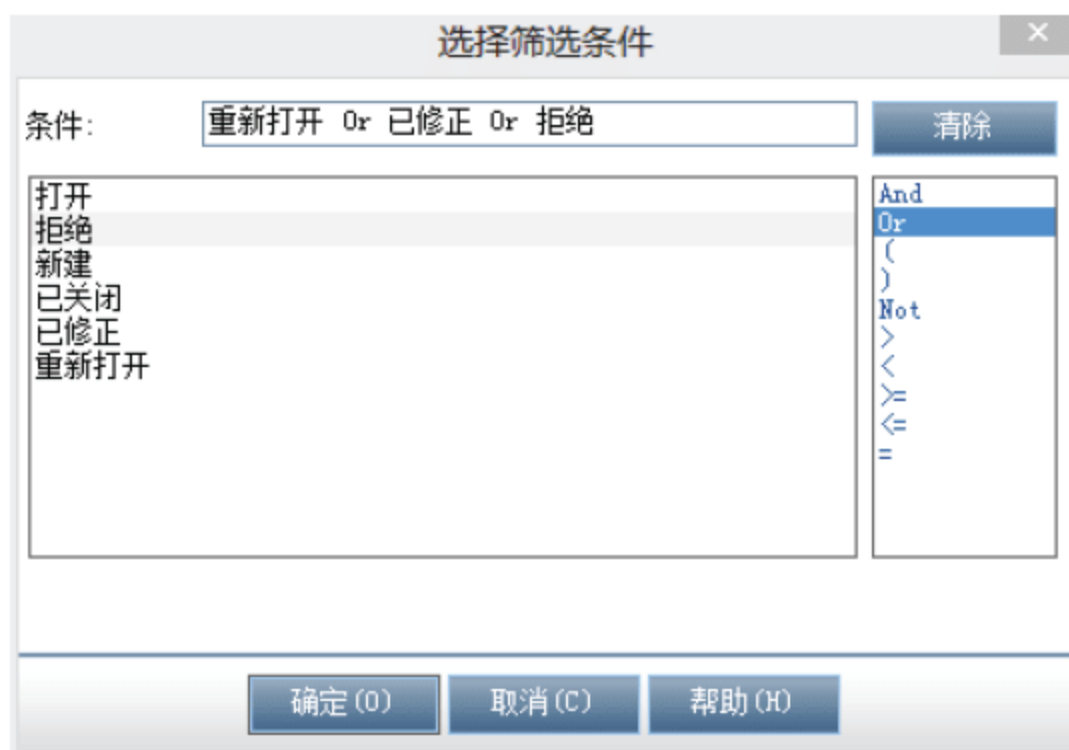 选择筛选条件
×
条件:
重新打开 Or 已修正 Or 拒绝
清除
打开
拒绝
新建
已关闭
已修正
重新打开
And
Or
(
)
Not
>
<
>=
<=
=
确定(O)
取消(C)
帮助(H)